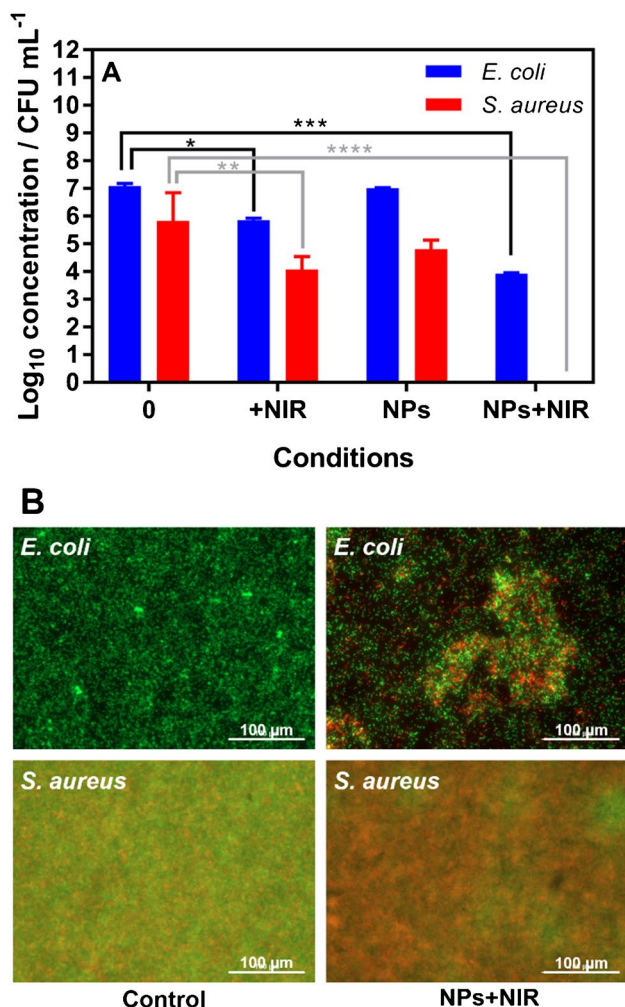 A
E. coli
S. aureus
Log₁₀ concentration / CFU mL⁻¹
12
11
10
9
8
7
6
5
4
3
2
1
0
***
*
****
**
0 +NIR NPs NPs+NIR
Conditions
B
E. coli E. coli
100 µm 100 µm
S. aureus S. aureus
100 µm 100 µm
Control NPs+NIR